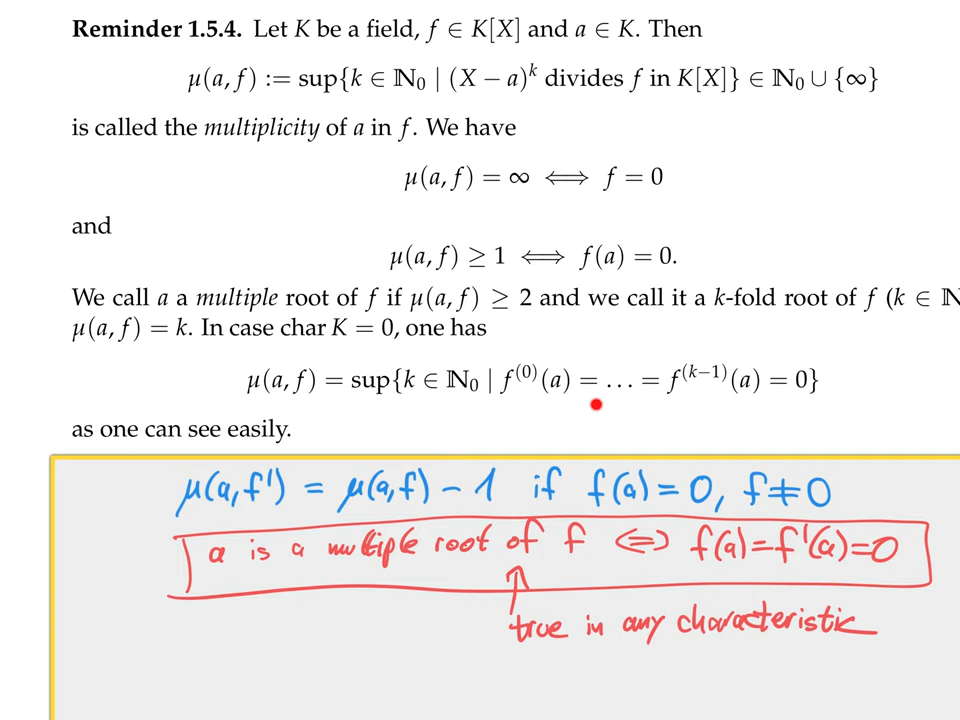 Reminder 1.5.4. Let K be a field, f ∈ K[X] and a ∈ K. Then
μ(a, f) := sup{k ∈ ℕ₀ | (X − a)ᵏ divides f in K[X]} ∈ ℕ₀ ∪ {∞}
is called the multiplicity of a in f. We have
μ(a, f) = ∞ ⟺ f = 0
and
μ(a, f) ≥ 1 ⟺ f(a) = 0.
We call a a multiple root of f if μ(a, f) ≥ 2 and we call it a k-fold root of f (k ∈ ℕ
μ(a, f) = k. In case char K = 0, one has
μ(a, f) = sup{k ∈ ℕ₀ | f⁽⁰⁾(a) = … = f⁽ᵏ⁻¹⁾(a) = 0}
as one can see easily.
μ(a, f') = μ(a, f) − 1 if f(a) = 0, f ≠ 0
a is a multiple root of f ⇔ f(a) = f'(a) = 0
↑
true in any characteristic